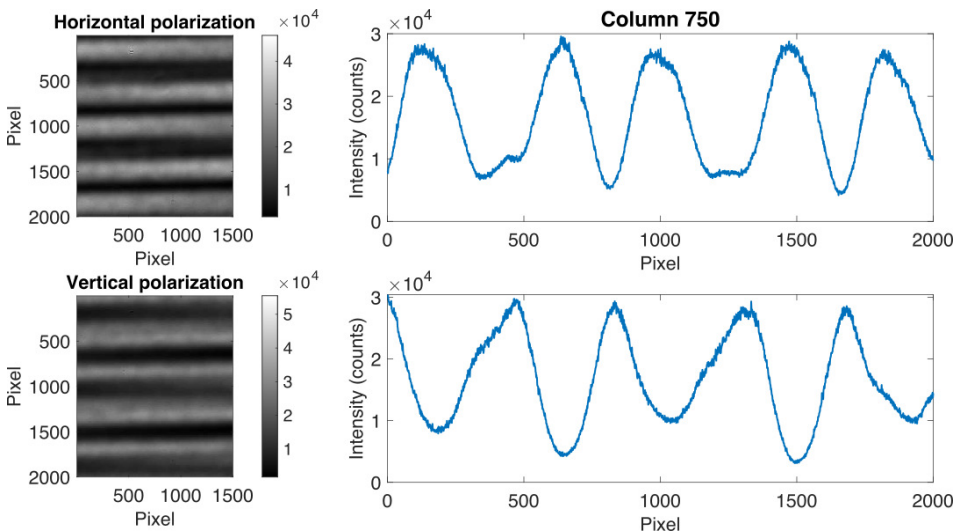 Horizontal polarization
× 10^4
Pixel
500
1000
1500
2000
4
3
2
1
500 1000 1500
Pixel
Column 750
× 10^4
Intensity (counts)
3
2
1
0
0 500 1000 1500 2000
Pixel
Vertical polarization
× 10^4
Pixel
500
1000
1500
2000
5
4
3
2
1
500 1000 1500
Pixel
× 10^4
Intensity (counts)
3
2
1
0
0 500 1000 1500 2000
Pixel